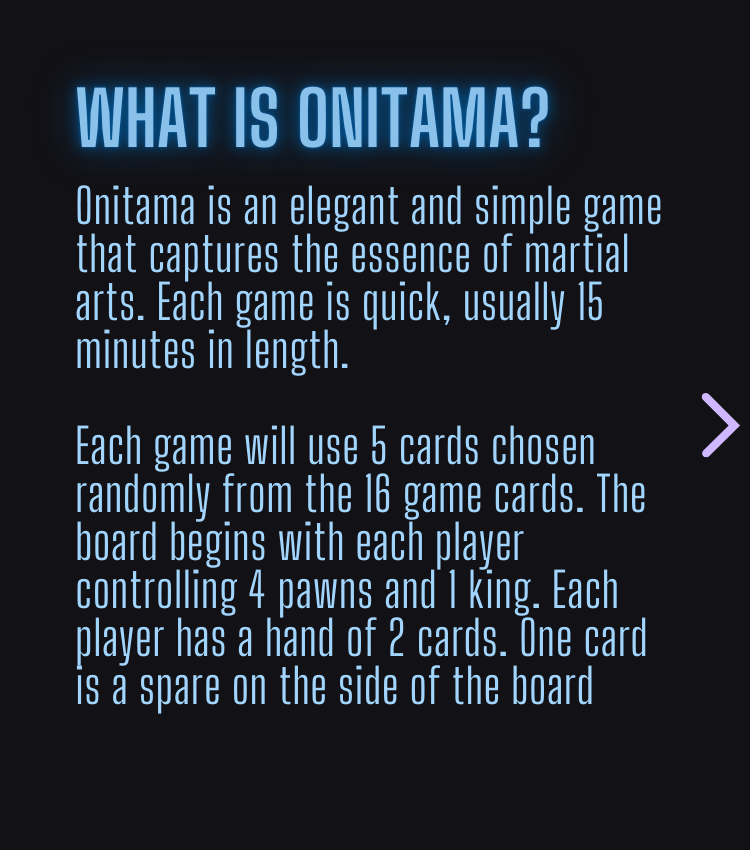 WHAT IS ONITAMA?
Onitama is an elegant and simple game
that captures the essence of martial
arts. Each game is quick, usually 15
minutes in length.
Each game will use 5 cards chosen
randomly from the 16 game cards. The
board begins with each player
controlling 4 pawns and 1 king. Each
player has a hand of 2 cards. One card
is a spare on the side of the board